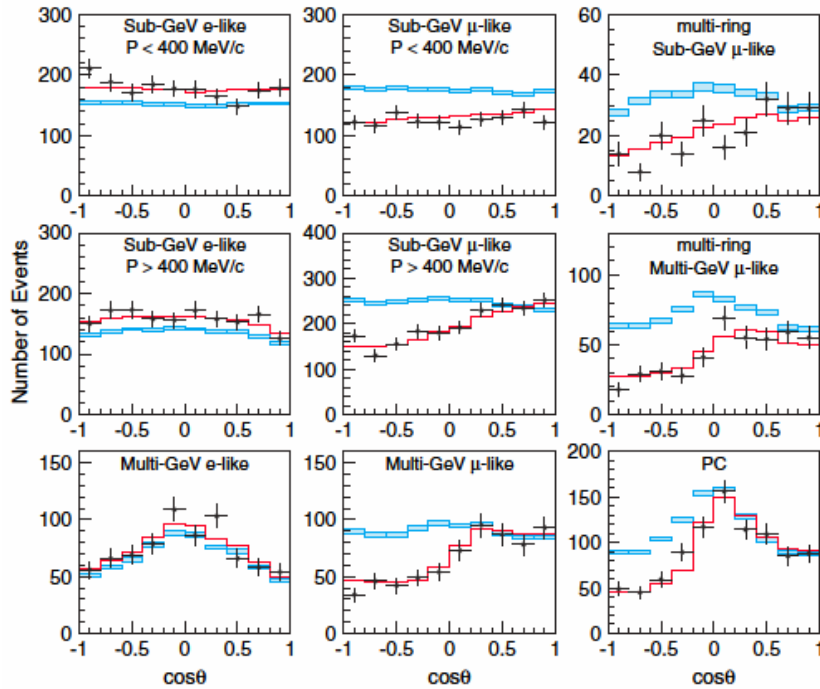 Number of Events
Sub-GeV e-like
P < 400 MeV/c
300
200
100
0
-1 -0.5 0 0.5 1
Sub-GeV μ-like
P < 400 MeV/c
300
200
100
0
-1 -0.5 0 0.5 1
multi-ring
Sub-GeV μ-like
60
40
20
0
-1 -0.5 0 0.5 1
Sub-GeV e-like
P > 400 MeV/c
300
200
100
0
-1 -0.5 0 0.5 1
Sub-GeV μ-like
P > 400 MeV/c
400
300
200
100
0
-1 -0.5 0 0.5 1
multi-ring
Multi-GeV μ-like
100
50
0
-1 -0.5 0 0.5 1
Multi-GeV e-like
150
100
50
0
-1 -0.5 0 0.5 1
cosθ
Multi-GeV μ-like
150
100
50
0
-1 -0.5 0 0.5 1
cosθ
PC
200
150
100
50
0
-1 -0.5 0 0.5 1
cosθ